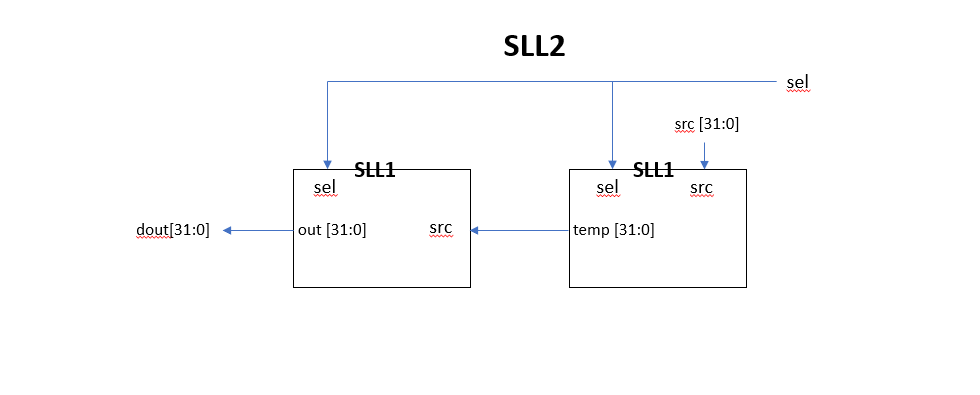 SLL2
sel
src [31:0]
SLL1
SLL1
sel
sel
src
dout[31:0]
out [31:0]
src
temp [31:0]